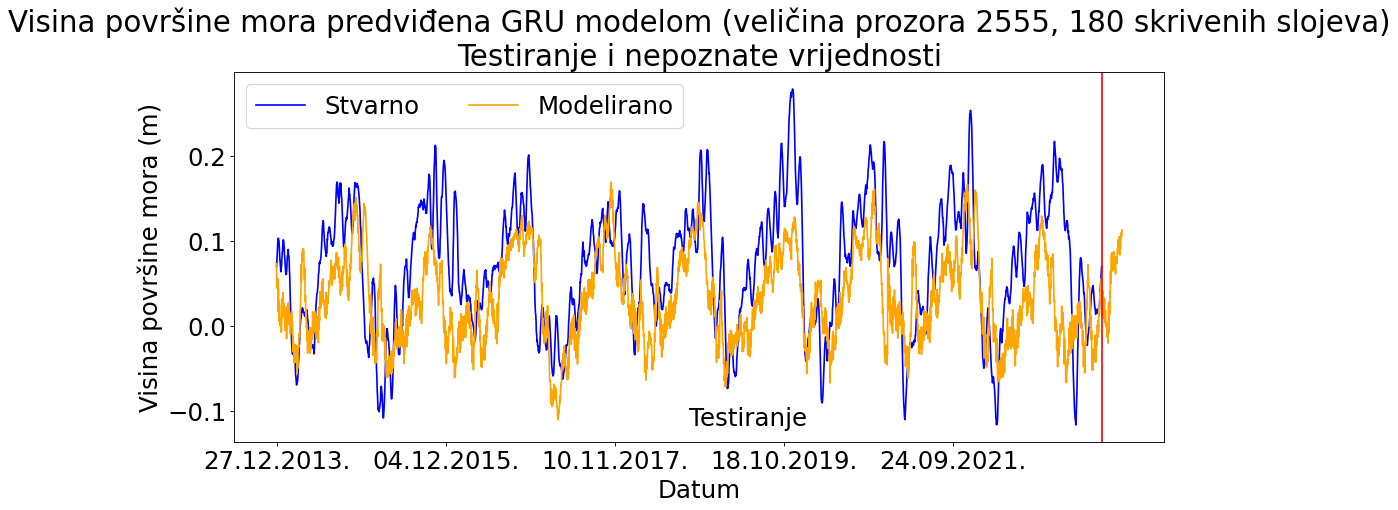 Visina površine mora predviđena GRU modelom (veličina prozora 2555, 180 skrivenih slojeva)
Testiranje i nepoznate vrijednosti
Stvarno
Modelirano
Visina površine mora (m)
0.2
0.1
0.0
−0.1
Testiranje
27.12.2013.
04.12.2015.
10.11.2017.
18.10.2019.
24.09.2021.
Datum